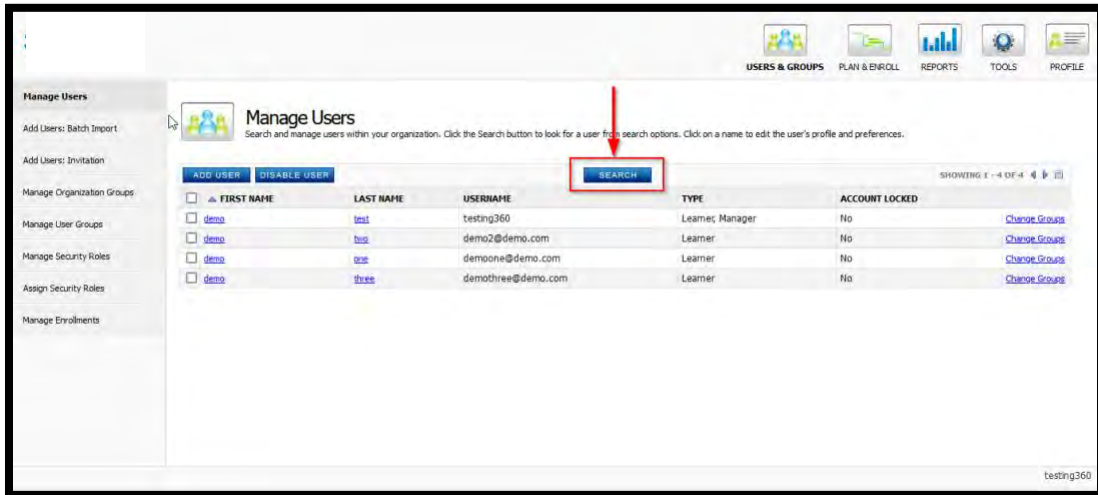 USERS & GROUPS PLAN & ENROLL REPORTS TOOLS PROFILE
Manage Users
Add Users: Batch Import
Add Users: Invitation
Manage Organization Groups
Manage User Groups
Manage Security Roles
Assign Security Roles
Manage Enrollments
Manage Users
Search and manage users within your organization. Click the Search button to look for a user from search options. Click on a name to edit the user's profile and preferences.
ADD USER DISABLE USER SEARCH SHOWING 1 - 4 OF 4
FIRST NAME LAST NAME USERNAME TYPE ACCOUNT LOCKED
demo test testing360 Learner, Manager No Change Groups
demo two demo2@demo.com Learner No Change Groups
demo one demoone@demo.com Learner No Change Groups
demo three demothree@demo.com Learner No Change Groups
testing360